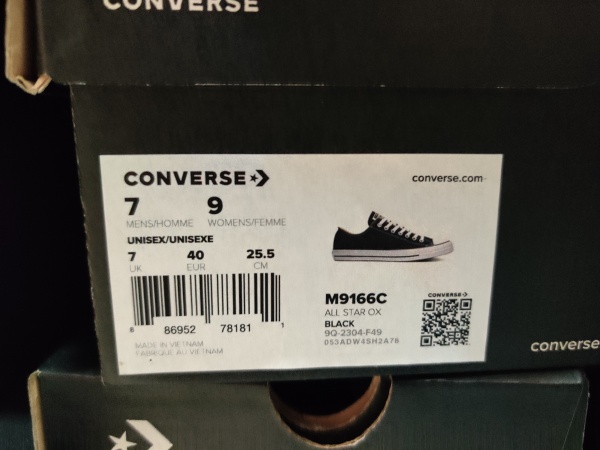 CONVERSE
CONVERSE
converse.com
7 9
MENS/HOMME WOMENS/FEMME
UNISEX/UNISEXE
7 40 25.5
UK EUR CM
8 86952 78181 1
MADE IN VIETNAM
FABRIQUÉ AU VIETNAM
M9166C
ALL STAR OX
BLACK
9Q-2304-F49
053ADW4SH2A76
CONVERSE
converse